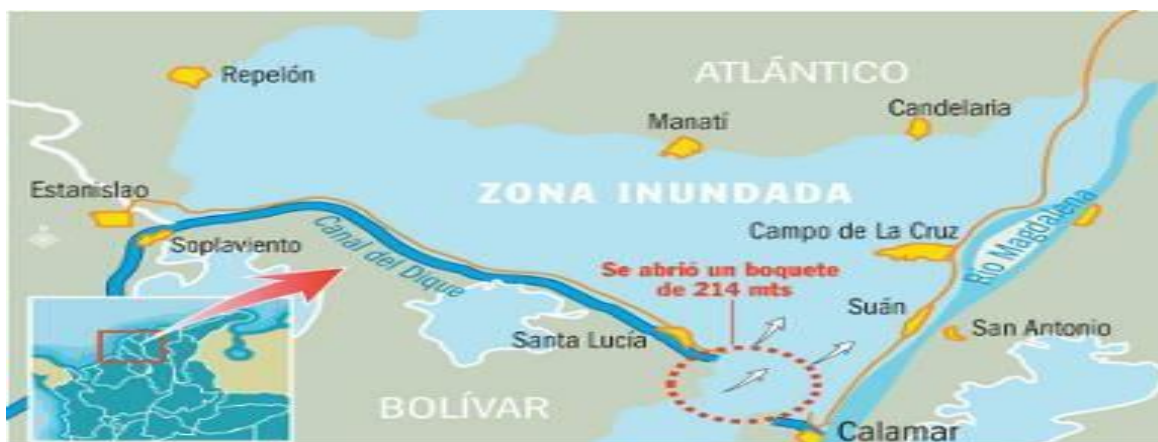 Repelón
ATLÁNTICO
Candelaria
Manatí
Estanislao
ZONA INUNDADA
Soplaviento
Canal del Dique
Campo de La Cruz
Río Magdalena
Se abrió un boquete
de 214 mts
Suán
San Antonio
Santa Lucía
BOLÍVAR
Calamar